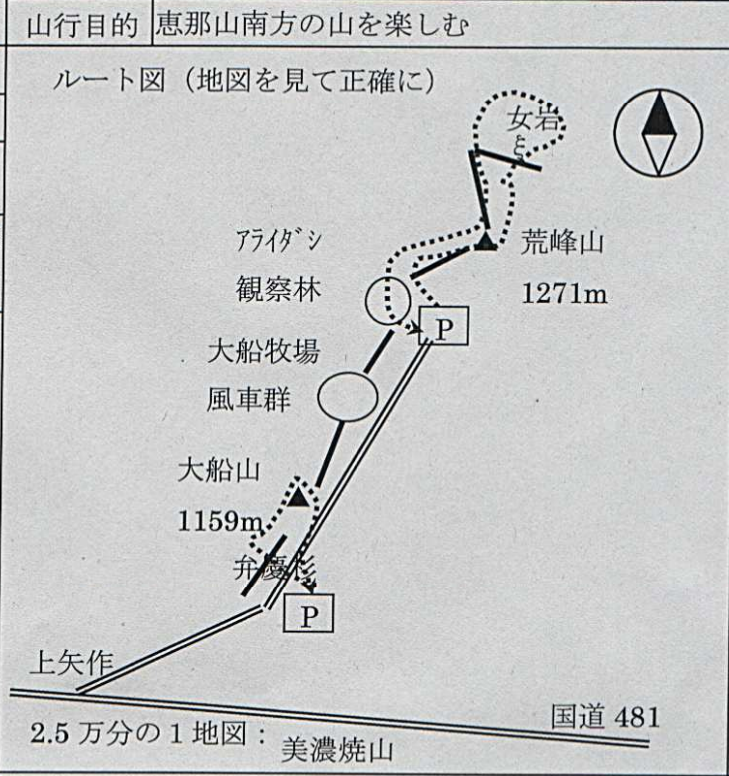 山行目的 恵那山南方の山を楽しむ
ルート図（地図を見て正確に）
女岩
ξ
ｱﾗｲﾀﾞｼ
観察林
荒峰山
1271m
P
大船牧場
風車群
大船山
1159m
弁慶杉
P
上矢作
国道 481
2.5 万分の 1 地図： 美濃焼山